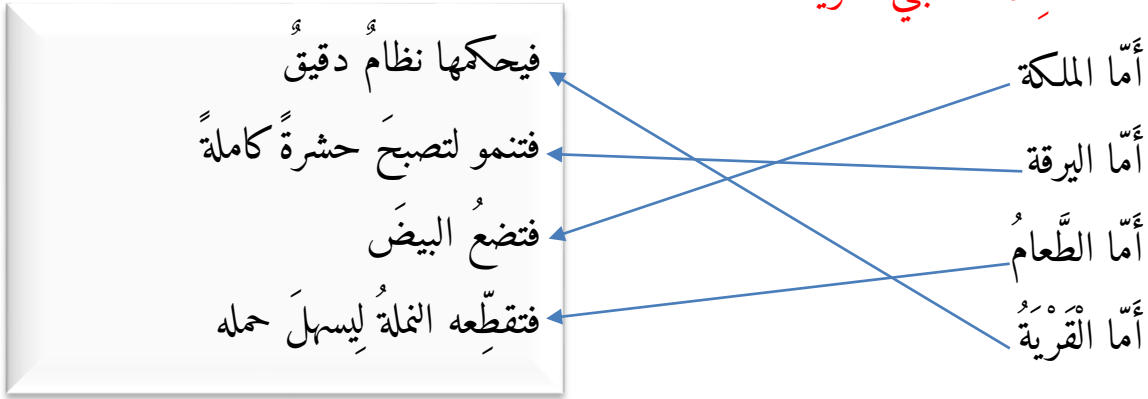 أَمّا الملكة
أَمّا اليرقة
أَمّا الطَّعامُ
أَمّا الْقَرْيَةُ
فيحكمها نظامٌ دقيقٌ
فتنمو لتصبحَ حشرةً كاملةً
فتضعُ البيضَ
فتقطِّعه النملةُ لِيسهلَ حمله